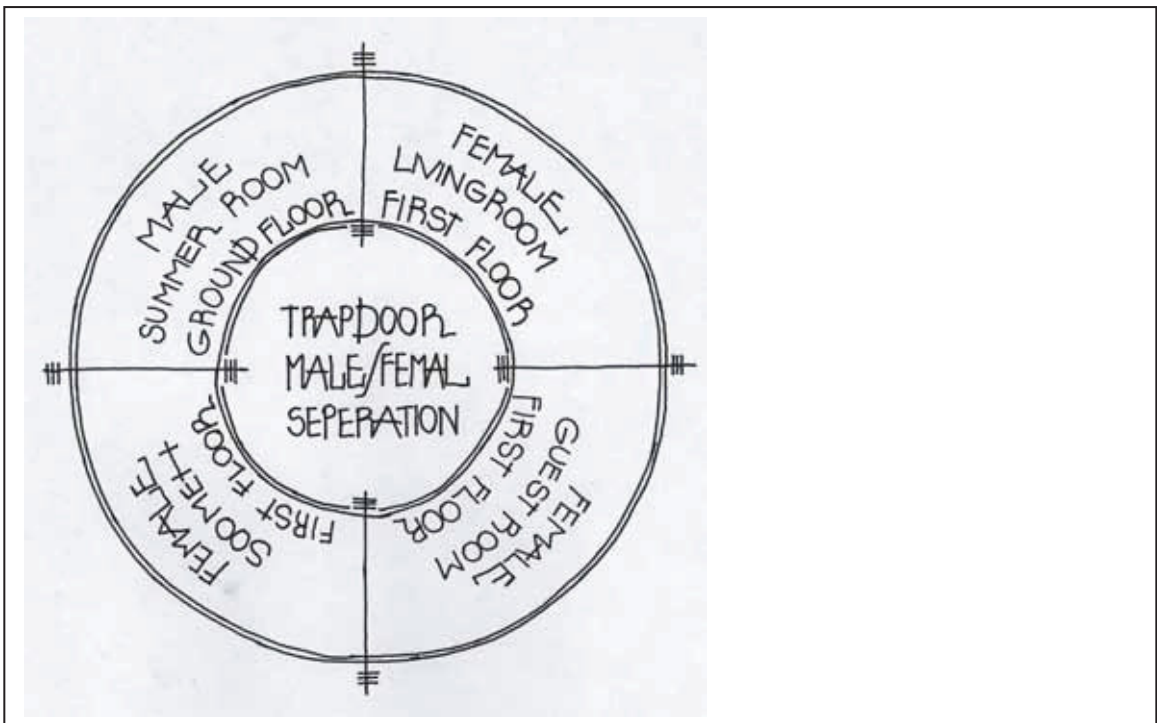 MALE
SUMMER ROOM
GROUND FLOOR
FEMALE
LIVINGROOM
FIRST FLOOR
TRAPDOOR
MALE/FEMAL
SEPERATION
FEMALE
SOOMELT
FIRST FLOOR
FEMALE
GUEST ROOM
FIRST FLOOR